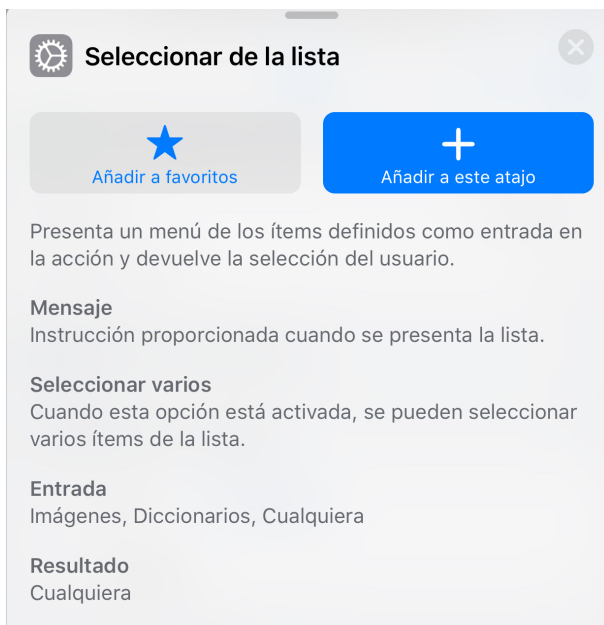 Seleccionar de la lista
Añadir a favoritos
Añadir a este atajo
Presenta un menú de los ítems definidos como entrada en
la acción y devuelve la selección del usuario.
Mensaje
Instrucción proporcionada cuando se presenta la lista.
Seleccionar varios
Cuando esta opción está activada, se pueden seleccionar
varios ítems de la lista.
Entrada
Imágenes, Diccionarios, Cualquiera
Resultado
Cualquiera